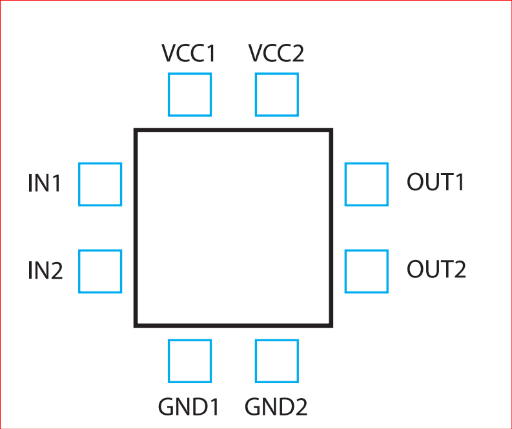 VCC1 VCC2
IN1 OUT1
IN2 OUT2
GND1 GND2